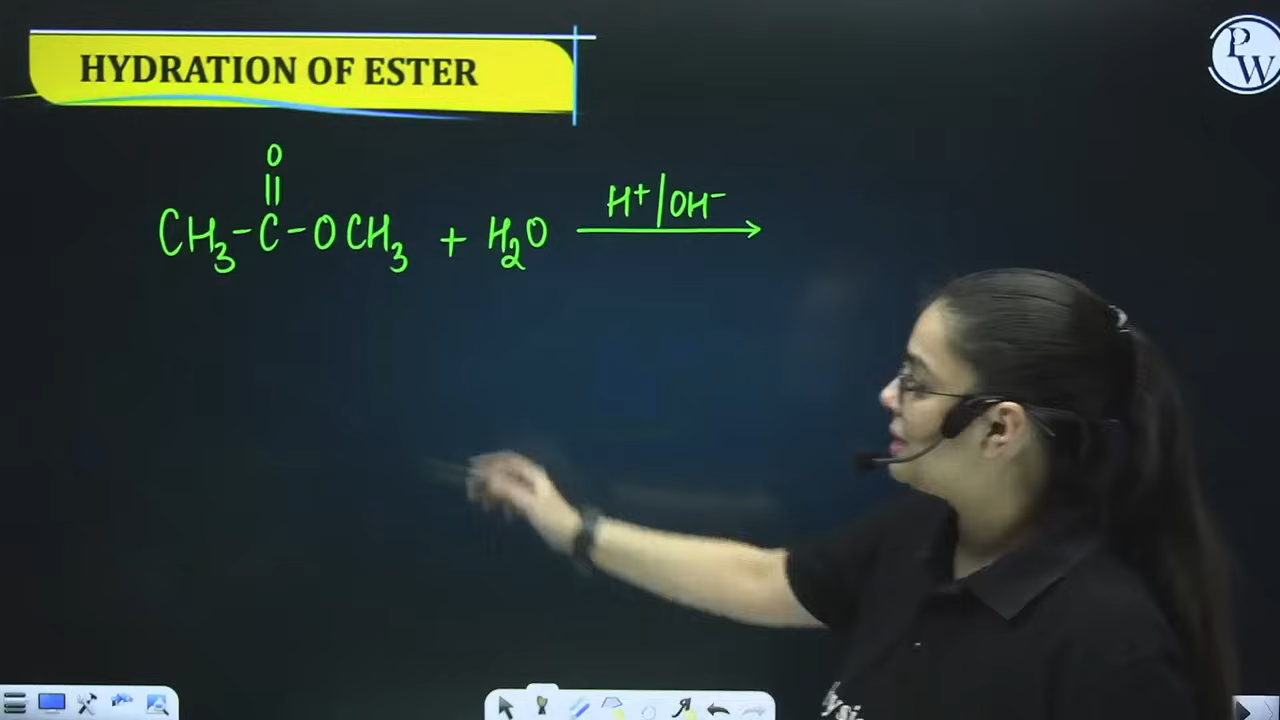 HYDRATION OF ESTER
PW
O
||
CH₃-C-OCH₃ + H₂O
H⁺/OH⁻